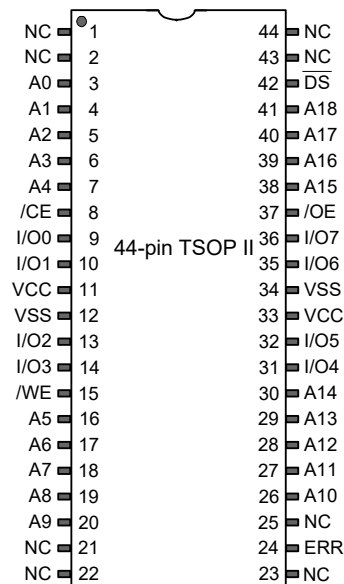 NC 1 44 NC
NC 2 43 NC
A0 3 42 D̅S̅
A1 4 41 A18
A2 5 40 A17
A3 6 39 A16
A4 7 38 A15
/CE 8 37 /OE
I/O0 9 36 I/O7
44-pin TSOP II
I/O1 10 35 I/O6
VCC 11 34 VSS
VSS 12 33 VCC
I/O2 13 32 I/O5
I/O3 14 31 I/O4
/WE 15 30 A14
A5 16 29 A13
A6 17 28 A12
A7 18 27 A11
A8 19 26 A10
A9 20 25 NC
NC 21 24 ERR
NC 22 23 NC